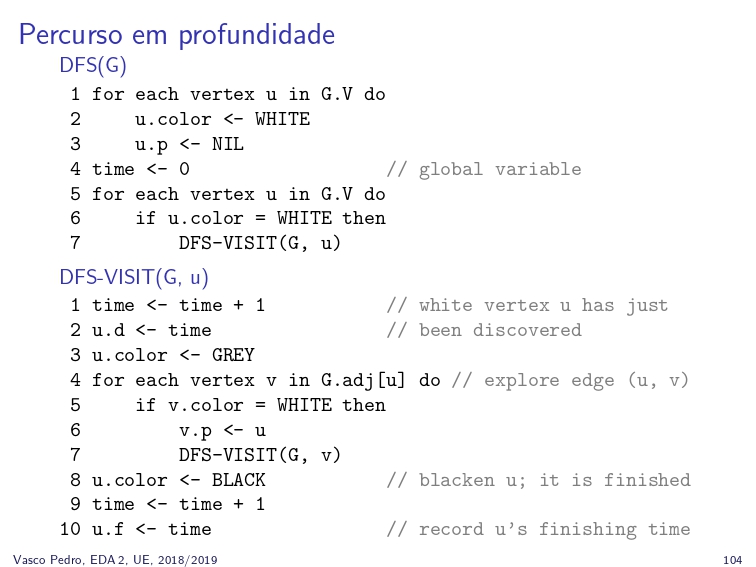 Percurso em profundidade
DFS(G)
1 for each vertex u in G.V do
2     u.color <- WHITE
3     u.p <- NIL
4 time <- 0                  // global variable
5 for each vertex u in G.V do
6     if u.color = WHITE then
7         DFS-VISIT(G, u)
DFS-VISIT(G, u)
1 time <- time + 1           // white vertex u has just
2 u.d <- time                // been discovered
3 u.color <- GREY
4 for each vertex v in G.adj[u] do // explore edge (u, v)
5     if v.color = WHITE then
6         v.p <- u
7         DFS-VISIT(G, v)
8 u.color <- BLACK           // blacken u; it is finished
9 time <- time + 1
10 u.f <- time                // record u's finishing time
Vasco Pedro, EDA 2, UE, 2018/2019 104